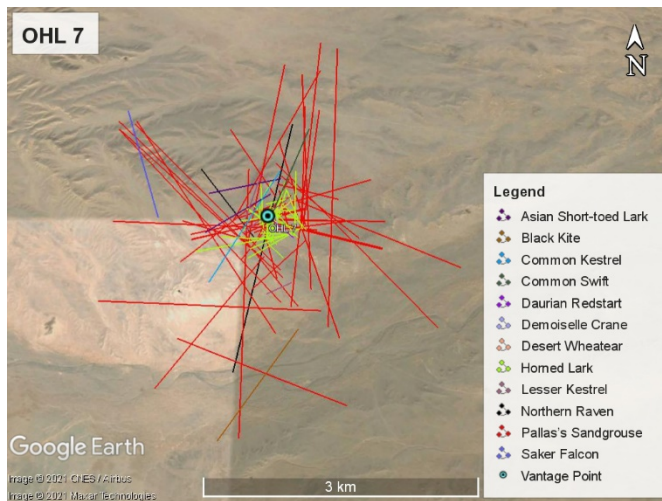 OHL 7
N
OHL 7
Legend
Asian Short-toed Lark
Black Kite
Common Kestrel
Common Swift
Daurian Redstart
Demoiselle Crane
Desert Wheatear
Horned Lark
Lesser Kestrel
Northern Raven
Pallas's Sandgrouse
Saker Falcon
Vantage Point
Google Earth
Image © 2021 CNES / Airbus
Image © 2021 Maxar Technologies
3 km